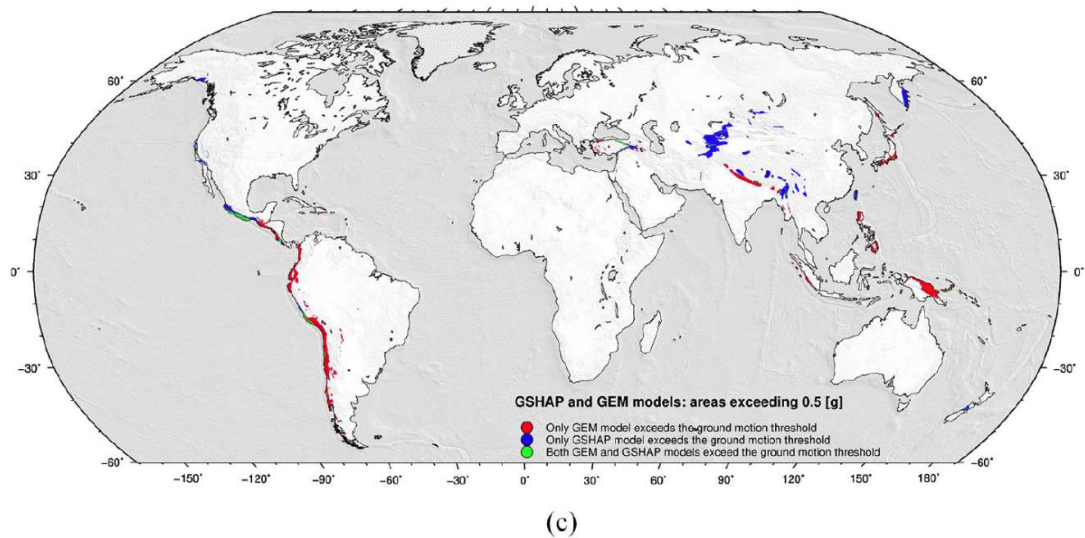 60°
60°
30°
30°
0°
0°
-30°
-30°
GSHAP and GEM models: areas exceeding 0.5 [g]
Only GEM model exceeds the ground motion threshold
Only GSHAP model exceeds the ground motion threshold
Both GEM and GSHAP models exceed the ground motion threshold
-60°
-60°
-150° -120° -90° -60° -30° 0° 30° 60° 90° 120° 150° 180°
(c)